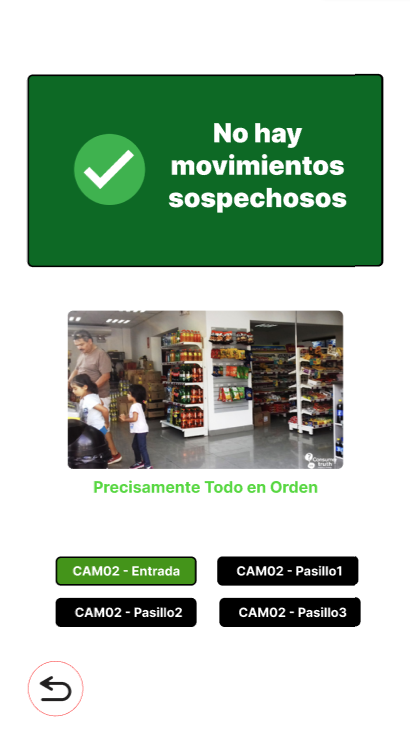 No hay
movimientos
sospechosos
Consumer
truth
Precisamente Todo en Orden
CAM02 - Entrada
CAM02 - Pasillo1
CAM02 - Pasillo2
CAM02 - Pasillo3